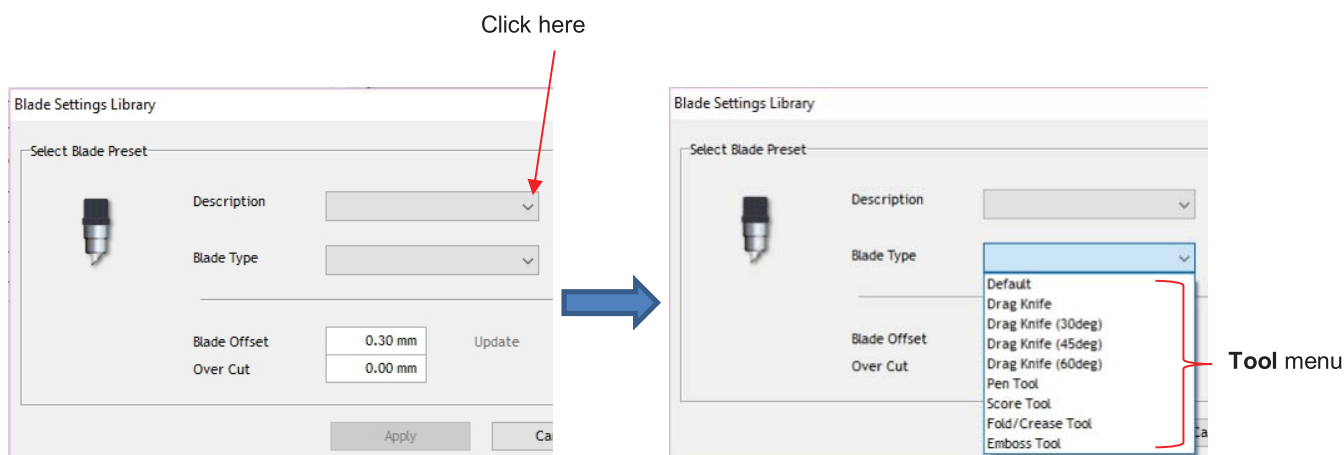 Click here
Blade Settings Library
Select Blade Preset
Description
Blade Type
Blade Offset
0.30 mm
Update
Over Cut
0.00 mm
Apply
Ca
Blade Settings Library
Select Blade Preset
Description
Blade Type
Default
Drag Knife
Drag Knife (30deg)
Drag Knife (45deg)
Drag Knife (60deg)
Pen Tool
Score Tool
Fold/Crease Tool
Emboss Tool
Blade Offset
Over Cut
Ca
Tool menu